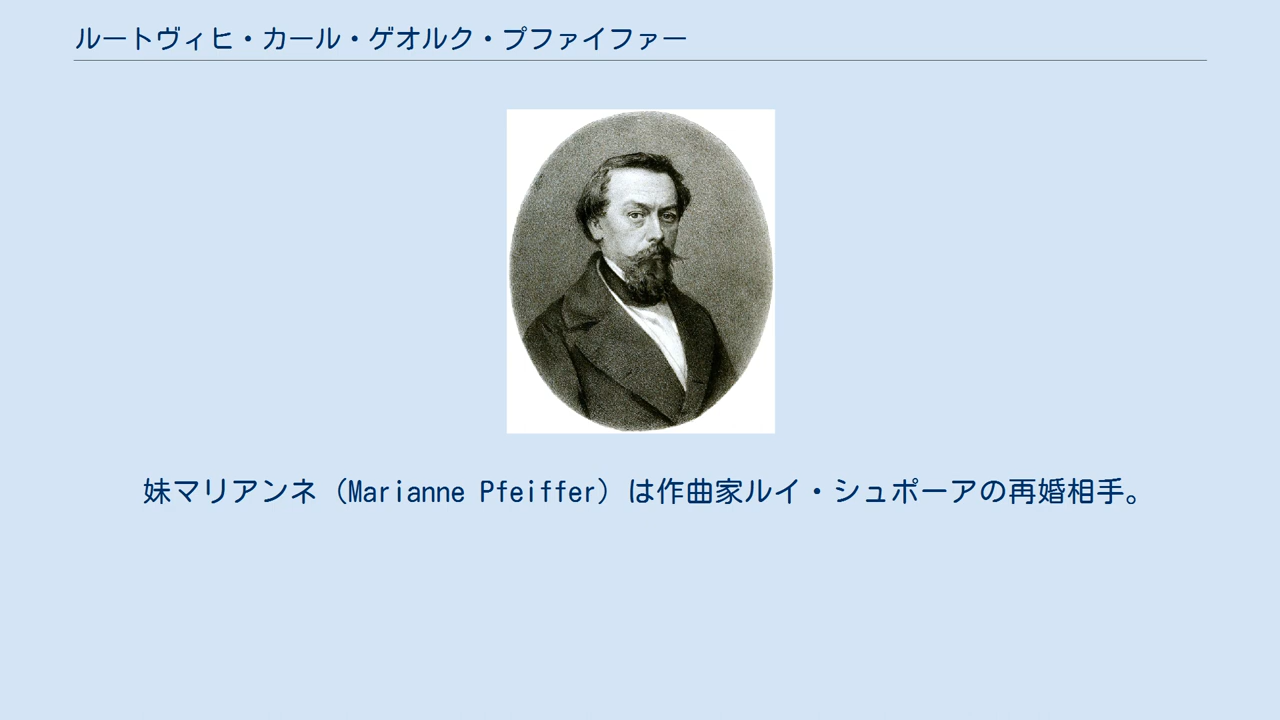 ルートヴィヒ・カール・ゲオルク・プファイファー
妹マリアンネ（Marianne Pfeiffer）は作曲家ルイ・シュポーアの再婚相手。